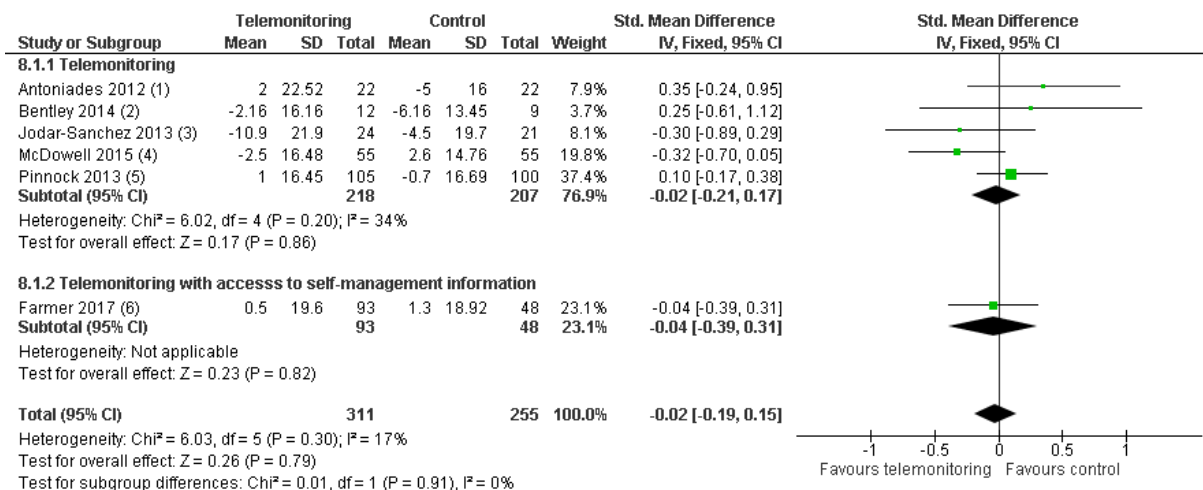 Telemonitoring Control Std. Mean Difference Std. Mean Difference
Study or Subgroup Mean SD Total Mean SD Total Weight IV, Fixed, 95% CI IV, Fixed, 95% CI
8.1.1 Telemonitoring
Antoniades 2012 (1) 2 22.52 22 -5 16 22 7.9% 0.35 [-0.24, 0.95]
Bentley 2014 (2) -2.16 16.16 12 -6.16 13.45 9 3.7% 0.25 [-0.61, 1.12]
Jodar-Sanchez 2013 (3) -10.9 21.9 24 -4.5 19.7 21 8.1% -0.30 [-0.89, 0.29]
McDowell 2015 (4) -2.5 16.48 55 2.6 14.76 55 19.8% -0.32 [-0.70, 0.05]
Pinnock 2013 (5) 1 16.45 105 -0.7 16.69 100 37.4% 0.10 [-0.17, 0.38]
Subtotal (95% CI) 218 207 76.9% -0.02 [-0.21, 0.17]
Heterogeneity: Chi² = 6.02, df = 4 (P = 0.20); I² = 34%
Test for overall effect: Z = 0.17 (P = 0.86)
8.1.2 Telemonitoring with accesss to self-management information
Farmer 2017 (6) 0.5 19.6 93 1.3 18.92 48 23.1% -0.04 [-0.39, 0.31]
Subtotal (95% CI) 93 48 23.1% -0.04 [-0.39, 0.31]
Heterogeneity: Not applicable
Test for overall effect: Z = 0.23 (P = 0.82)
Total (95% CI) 311 255 100.0% -0.02 [-0.19, 0.15]
Heterogeneity: Chi² = 6.03, df = 5 (P = 0.30); I² = 17%
Test for overall effect: Z = 0.26 (P = 0.79)
Test for subgroup differences: Chi² = 0.01, df = 1 (P = 0.91), I² = 0%
-1 -0.5 0 0.5 1
Favours telemonitoring Favours control